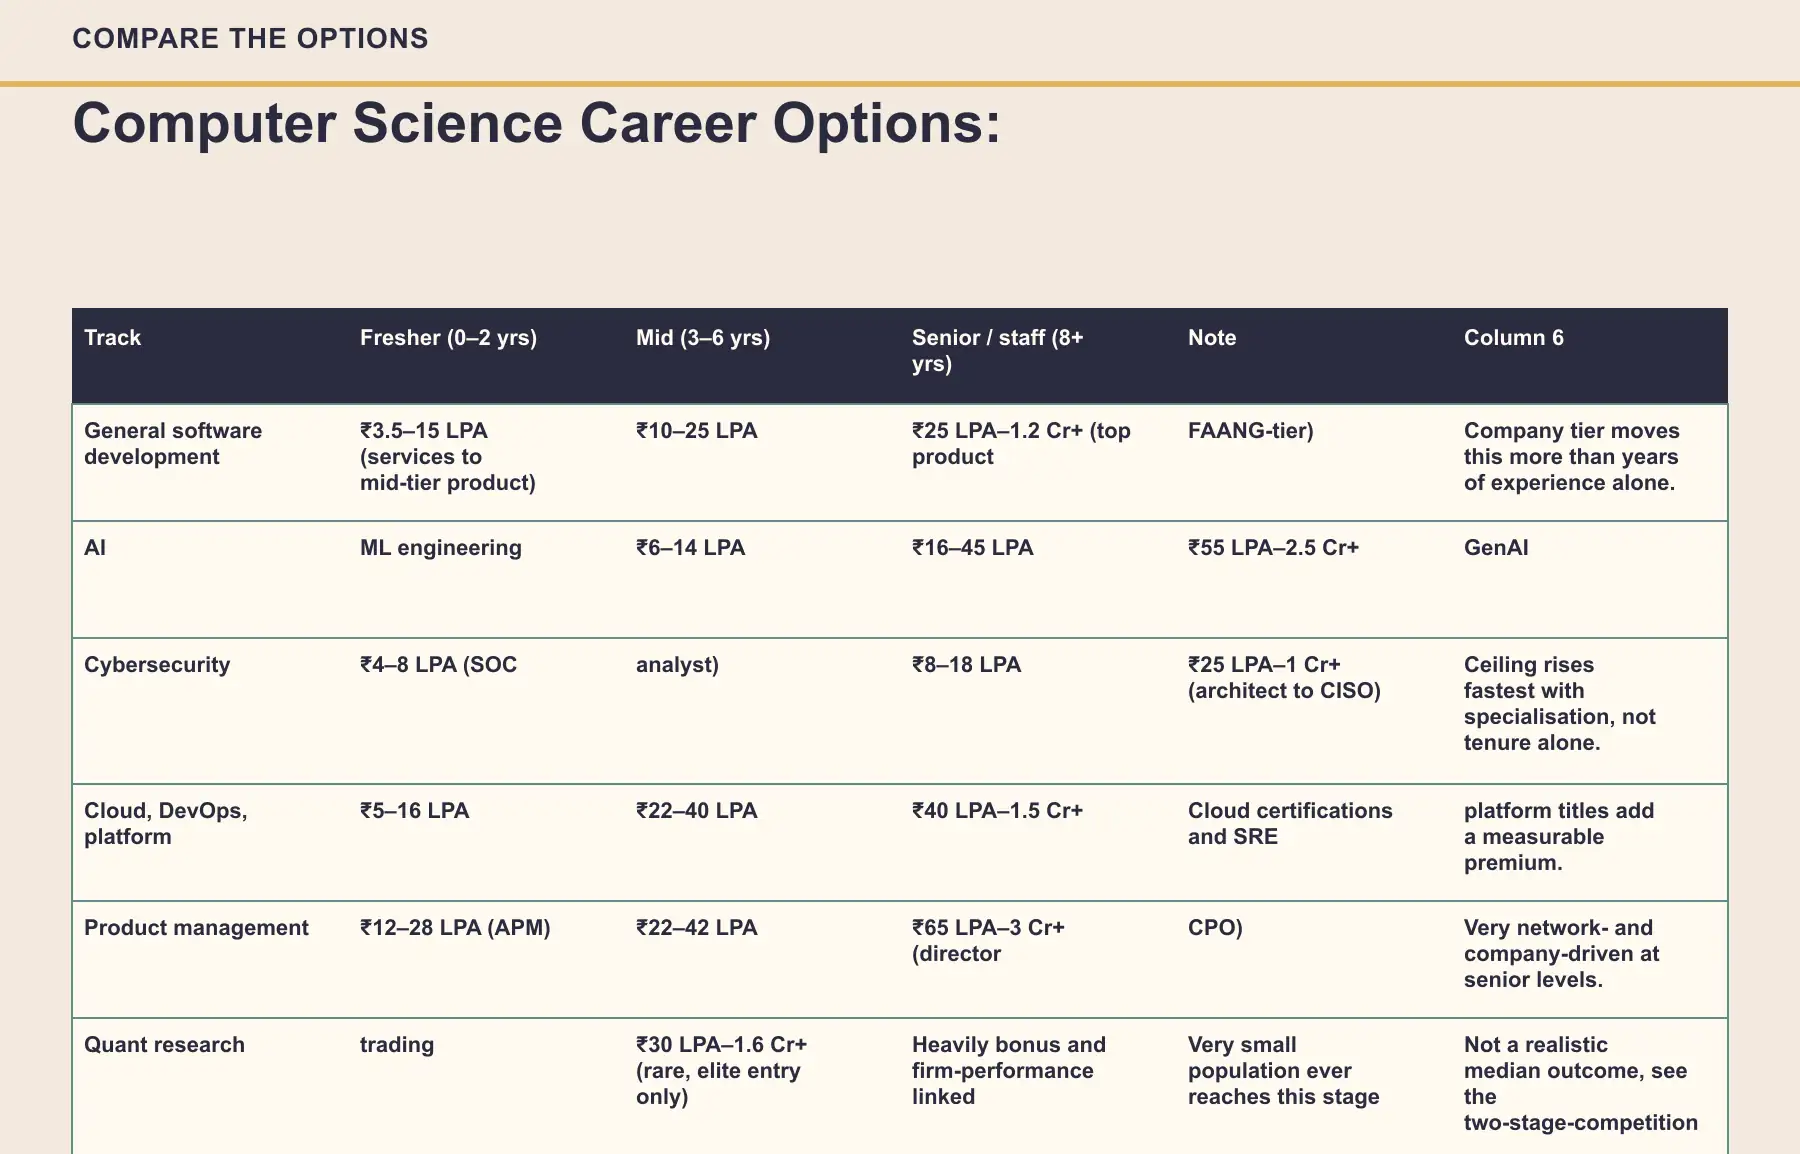 COMPARE THE OPTIONS
Computer Science Career Options:
Track
Fresher (0–2 yrs)
Mid (3–6 yrs)
Senior / staff (8+
yrs)
Note
Column 6
General software
development
₹3.5–15 LPA
(services to
mid-tier product)
₹10–25 LPA
₹25 LPA–1.2 Cr+ (top
product
FAANG-tier)
Company tier moves
this more than years
of experience alone.
AI
ML engineering
₹6–14 LPA
₹16–45 LPA
₹55 LPA–2.5 Cr+
GenAI
Cybersecurity
₹4–8 LPA (SOC
analyst)
₹8–18 LPA
₹25 LPA–1 Cr+
(architect to CISO)
Ceiling rises
fastest with
specialisation, not
tenure alone.
Cloud, DevOps,
platform
₹5–16 LPA
₹22–40 LPA
₹40 LPA–1.5 Cr+
Cloud certifications
and SRE
platform titles add
a measurable
premium.
Product management
₹12–28 LPA (APM)
₹22–42 LPA
₹65 LPA–3 Cr+
(director
CPO)
Very network- and
company-driven at
senior levels.
Quant research
trading
₹30 LPA–1.6 Cr+
(rare, elite entry
only)
Heavily bonus and
firm-performance
linked
Very small
population ever
reaches this stage
Not a realistic
median outcome, see
the
two-stage-competition